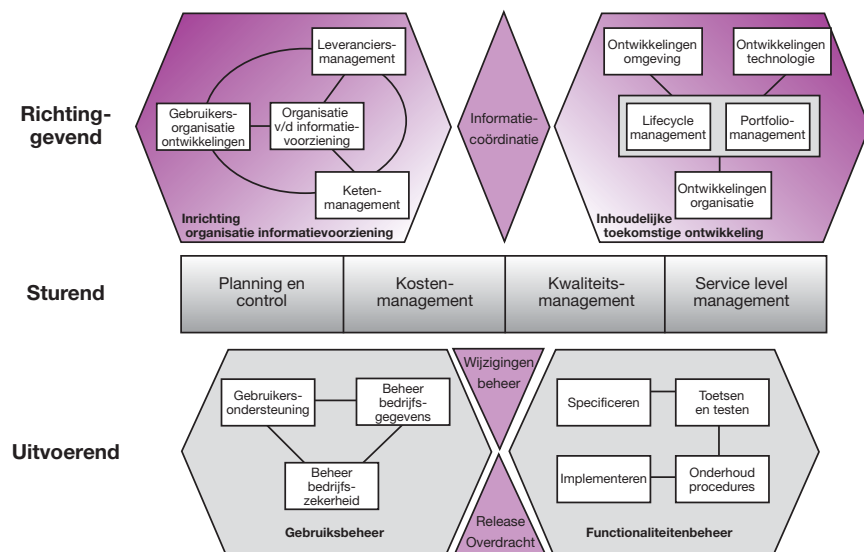 Richting-
gevend
Leveranciers-
management
Gebruikers-
organisatie
ontwikkelingen
Organisatie
v/d informatie-
voorziening
Keten-
management
Inrichting
organisatie informatievoorziening
Informatie-
coördinatie
Ontwikkelingen
omgeving
Ontwikkelingen
technologie
Lifecycle
management
Portfolio-
management
Ontwikkelingen
organisatie
Inhoudelijke
toekomstige ontwikkeling
Sturend
Planning en
control
Kosten-
management
Kwaliteits-
management
Service level
management
Uitvoerend
Gebruikers-
ondersteuning
Beheer
bedrijfs-
gegevens
Beheer
bedrijfs-
zekerheid
Gebruiksbeheer
Wijzigingen
beheer
Release
Overdracht
Specificeren
Toetsen
en testen
Implementeren
Onderhoud
procedures
Functionaliteitenbeheer